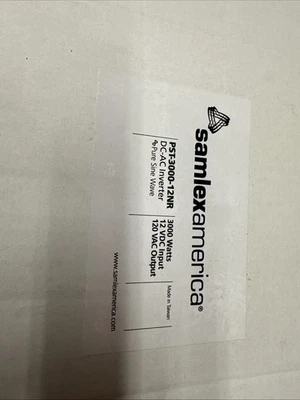 samlexamerica®
PST-3000-12NR
DC-AC Inverter
Pure Sine Wave
3000 Watts
12 VDC Input
120 VAC Output
Made in Taiwan
www.samlexamerica.com